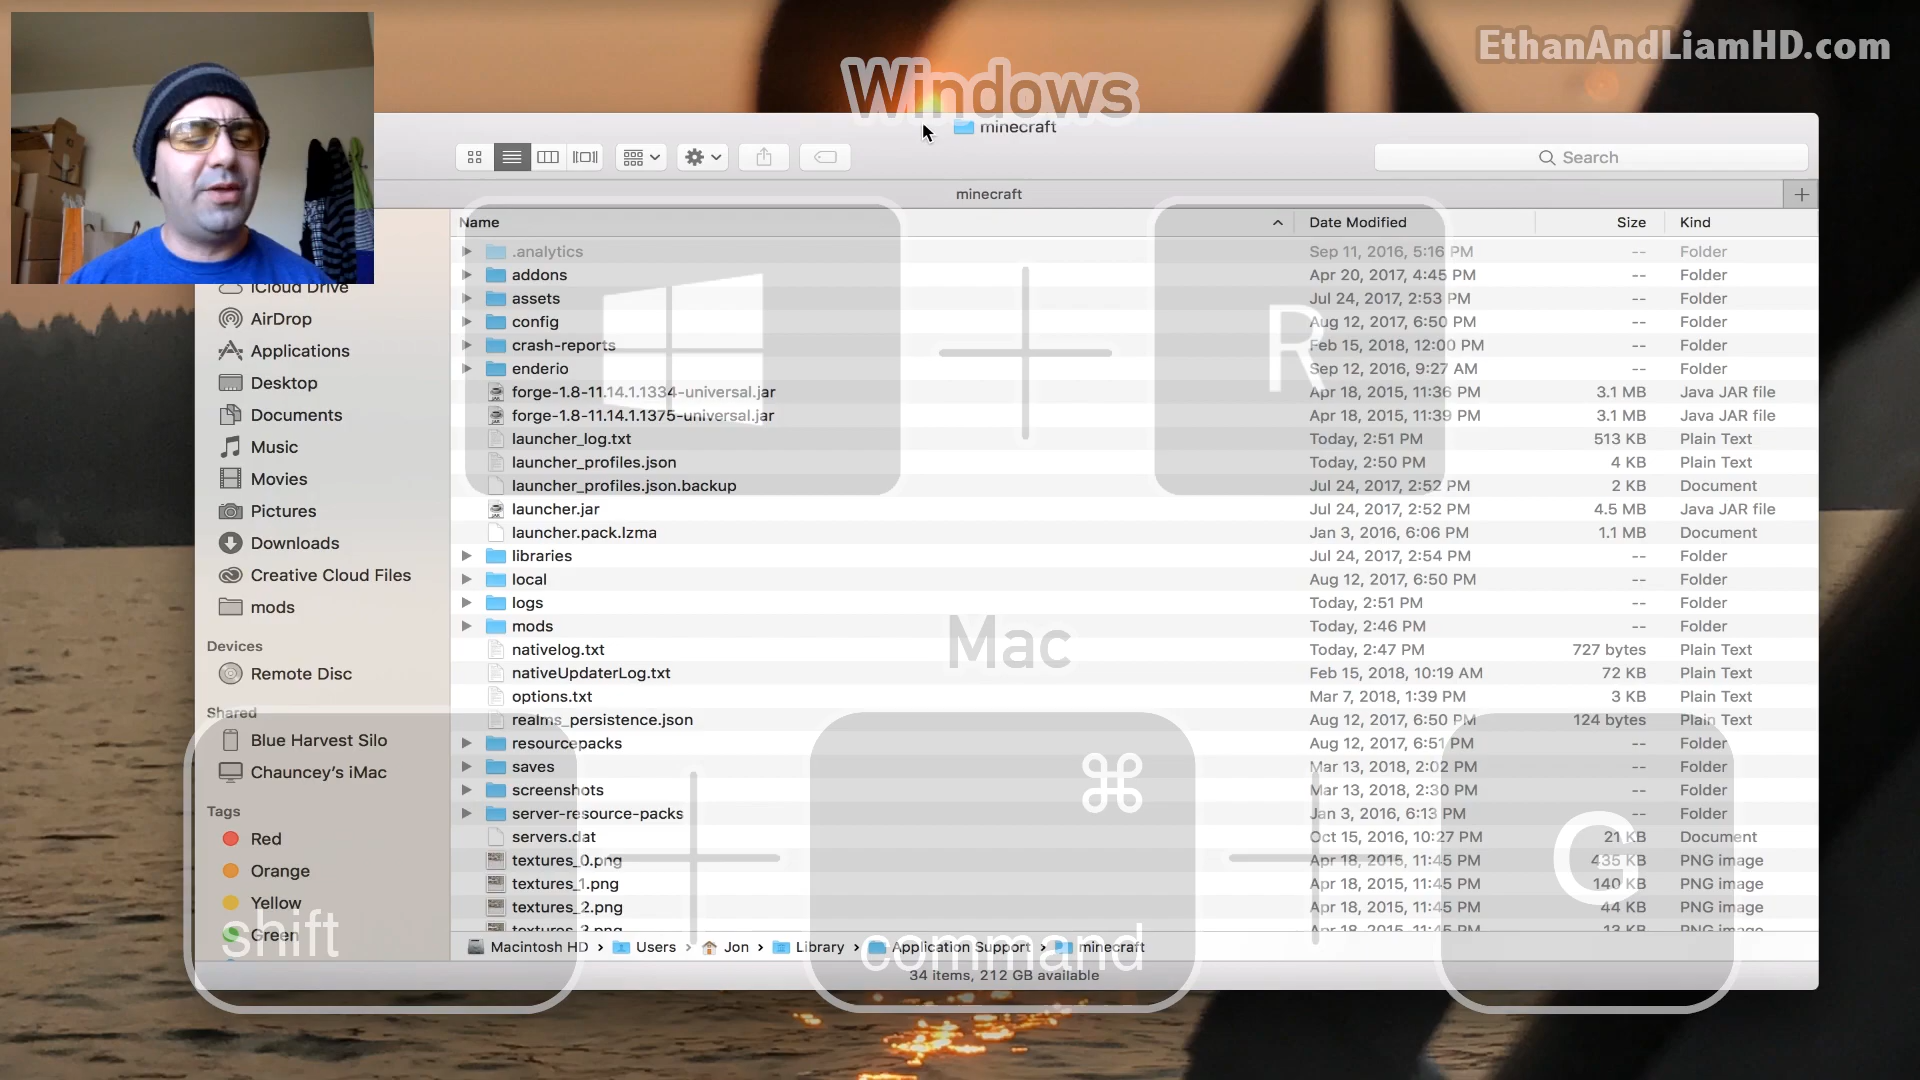 EthanAndLiamHD.com
Windows
minecraft
Search
minecraft
Name Date Modified Size Kind
.analytics Sep 11, 2016, 5:16 PM -- Folder
addons Apr 20, 2017, 4:45 PM -- Folder
assets Jul 24, 2017, 2:53 PM -- Folder
config Aug 12, 2017, 6:50 PM -- Folder
crash-reports Feb 15, 2018, 12:00 PM -- Folder
enderio Sep 12, 2016, 9:27 AM -- Folder
forge-1.8-11.14.1.1334-universal.jar Apr 18, 2015, 11:36 PM 3.1 MB Java JAR file
forge-1.8-11.14.1.1375-universal.jar Apr 18, 2015, 11:39 PM 3.1 MB Java JAR file
launcher_log.txt Today, 2:51 PM 513 KB Plain Text
launcher_profiles.json Today, 2:50 PM 4 KB Plain Text
launcher_profiles.json.backup Jul 24, 2017, 2:52 PM 2 KB Document
launcher.jar Jul 24, 2017, 2:52 PM 4.5 MB Java JAR file
launcher.pack.lzma Jan 3, 2016, 6:06 PM 1.1 MB Document
libraries Jul 24, 2017, 2:54 PM -- Folder
local Aug 12, 2017, 6:50 PM -- Folder
logs Today, 2:51 PM -- Folder
mods Today, 2:46 PM -- Folder
nativelog.txt Today, 2:47 PM 727 bytes Plain Text
nativeUpdaterLog.txt Feb 15, 2018, 10:19 AM 72 KB Plain Text
options.txt Mar 7, 2018, 1:39 PM 3 KB Plain Text
realms_persistence.json Aug 12, 2017, 6:50 PM 124 bytes Plain Text
resourcepacks Aug 12, 2017, 6:51 PM -- Folder
saves Mar 13, 2018, 2:02 PM -- Folder
screenshots Mar 13, 2018, 2:30 PM -- Folder
server-resource-packs Jan 3, 2016, 6:13 PM -- Folder
servers.dat Oct 15, 2016, 10:27 PM 21 KB Document
textures_0.png Apr 18, 2015, 11:45 PM 435 KB PNG image
textures_1.png Apr 18, 2015, 11:45 PM 140 KB PNG image
textures_2.png Apr 18, 2015, 11:45 PM 44 KB PNG image
textures_3.png Apr 18, 2015, 11:45 PM 13 KB PNG image
iCloud Drive
AirDrop
Applications
Desktop
Documents
Music
Movies
Pictures
Downloads
Creative Cloud Files
mods
Devices
Remote Disc
Shared
Blue Harvest Silo
Chauncey's iMac
Tags
Red
Orange
Yellow
Green
R
Mac
shift
⌘
command
G
Macintosh HD › Users › Jon › Library › Application Support › minecraft
34 items, 212 GB available
JAR
JAR
JAR